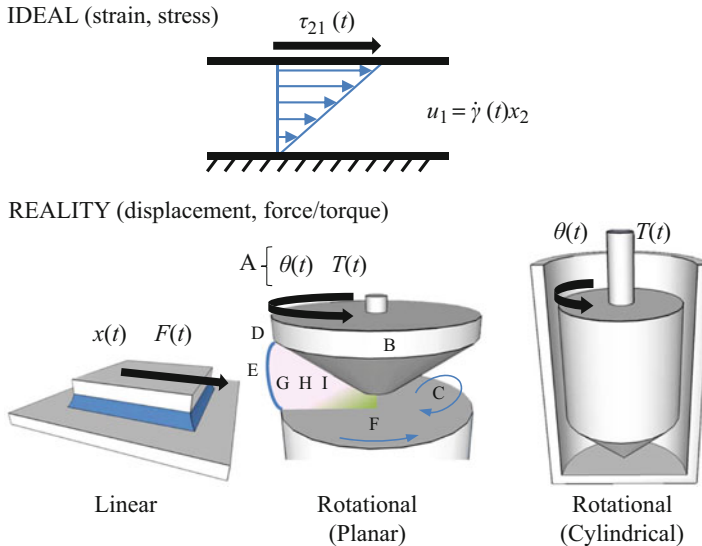 IDEAL (strain, stress)
τ₂₁ (t)
u₁ = γ̇ (t)x₂
REALITY (displacement, force/torque)
A { θ(t) T(t)
θ(t) T(t)
x(t) F(t)
D
B
E
G H I
C
F
Linear
Rotational
(Planar)
Rotational
(Cylindrical)